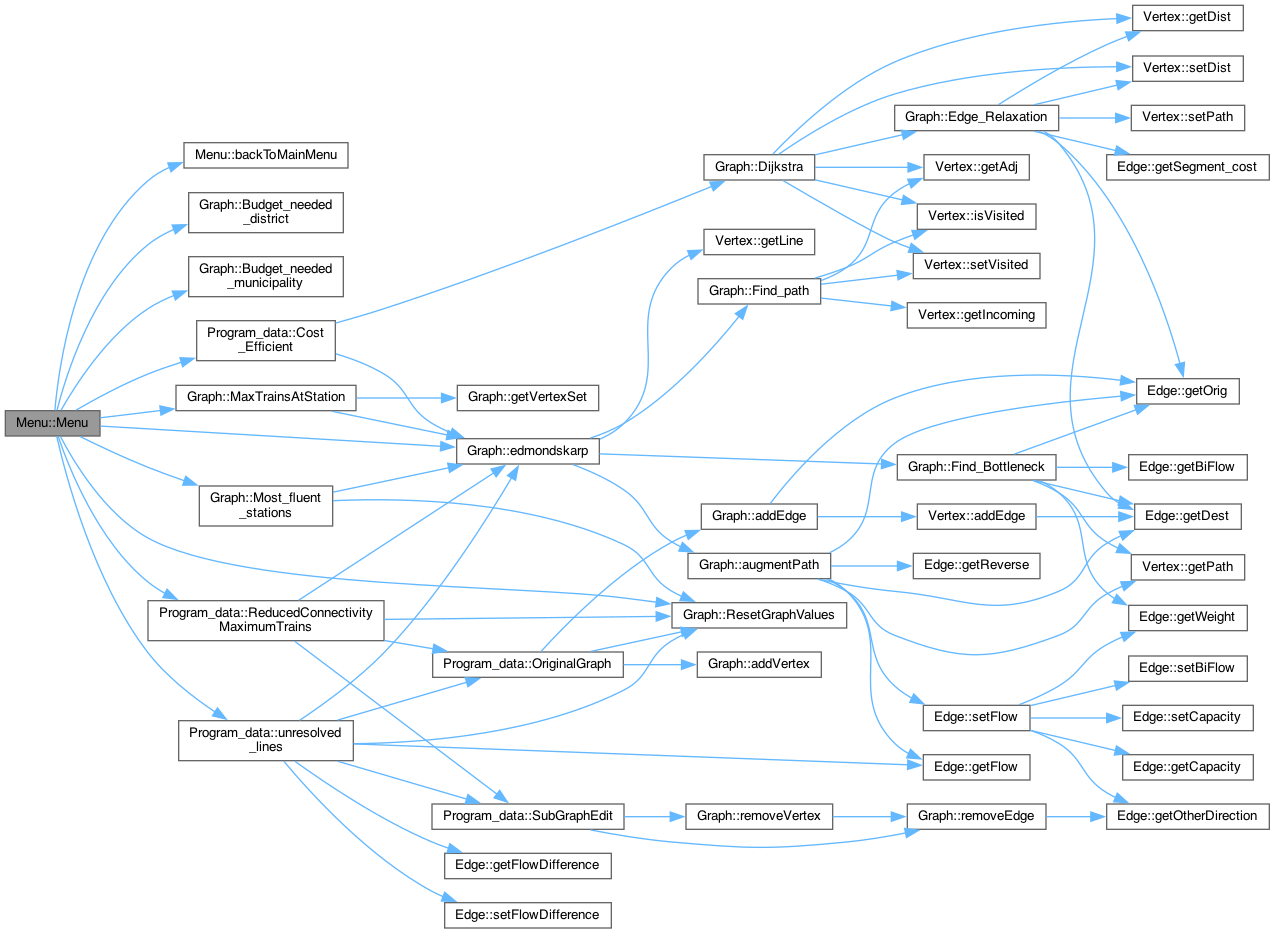 Menu::Menu
Menu::backToMainMenu
Graph::Budget_needed
_district
Graph::Budget_needed
_municipality
Program_data::Cost
_Efficient
Graph::MaxTrainsAtStation
Graph::Most_fluent
_stations
Program_data::ReducedConnectivity
MaximumTrains
Program_data::unresolved
_lines
Graph::getVertexSet
Graph::edmondskarp
Program_data::OriginalGraph
Program_data::SubGraphEdit
Edge::getFlowDifference
Edge::setFlowDifference
Graph::Dijkstra
Vertex::getLine
Graph::Find_path
Graph::addEdge
Graph::augmentPath
Graph::ResetGraphValues
Graph::addVertex
Graph::removeVertex
Graph::Edge_Relaxation
Vertex::getAdj
Vertex::isVisited
Vertex::setVisited
Vertex::getIncoming
Graph::Find_Bottleneck
Vertex::addEdge
Edge::getReverse
Edge::setFlow
Edge::getFlow
Graph::removeEdge
Vertex::getDist
Vertex::setDist
Vertex::setPath
Edge::getSegment_cost
Edge::getOrig
Edge::getBiFlow
Edge::getDest
Vertex::getPath
Edge::getWeight
Edge::setBiFlow
Edge::setCapacity
Edge::getCapacity
Edge::getOtherDirection